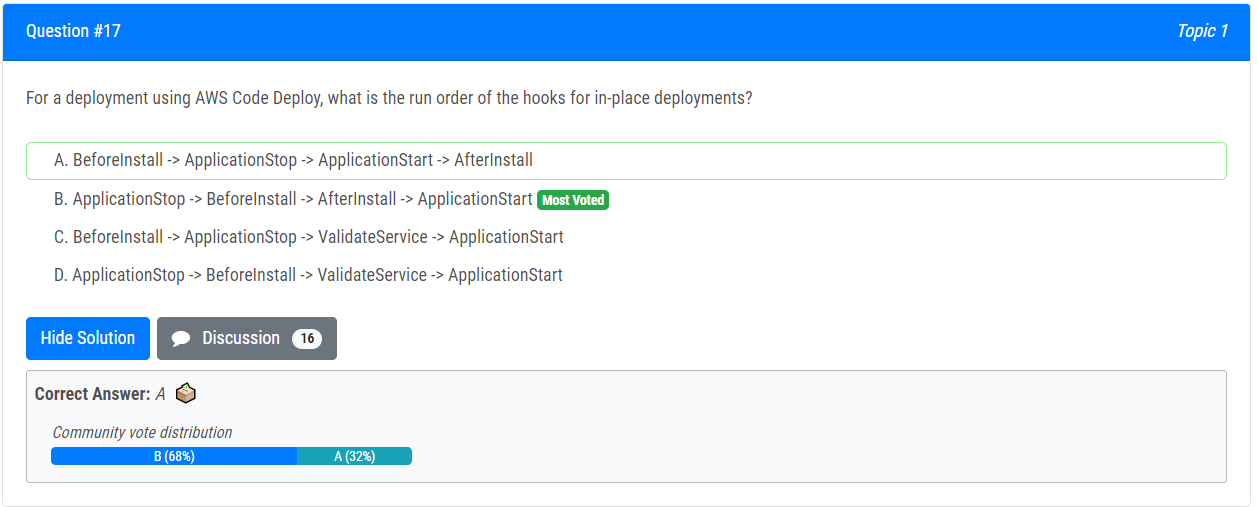 Question #17
Topic 1
For a deployment using AWS Code Deploy, what is the run order of the hooks for in-place deployments?
A. BeforeInstall -> ApplicationStop -> ApplicationStart -> AfterInstall
B. ApplicationStop -> BeforeInstall -> AfterInstall -> ApplicationStart Most Voted
C. BeforeInstall -> ApplicationStop -> ValidateService -> ApplicationStart
D. ApplicationStop -> BeforeInstall -> ValidateService -> ApplicationStart
Hide Solution
Discussion 16
Correct Answer: A
Community vote distribution
B (68%) A (32%)